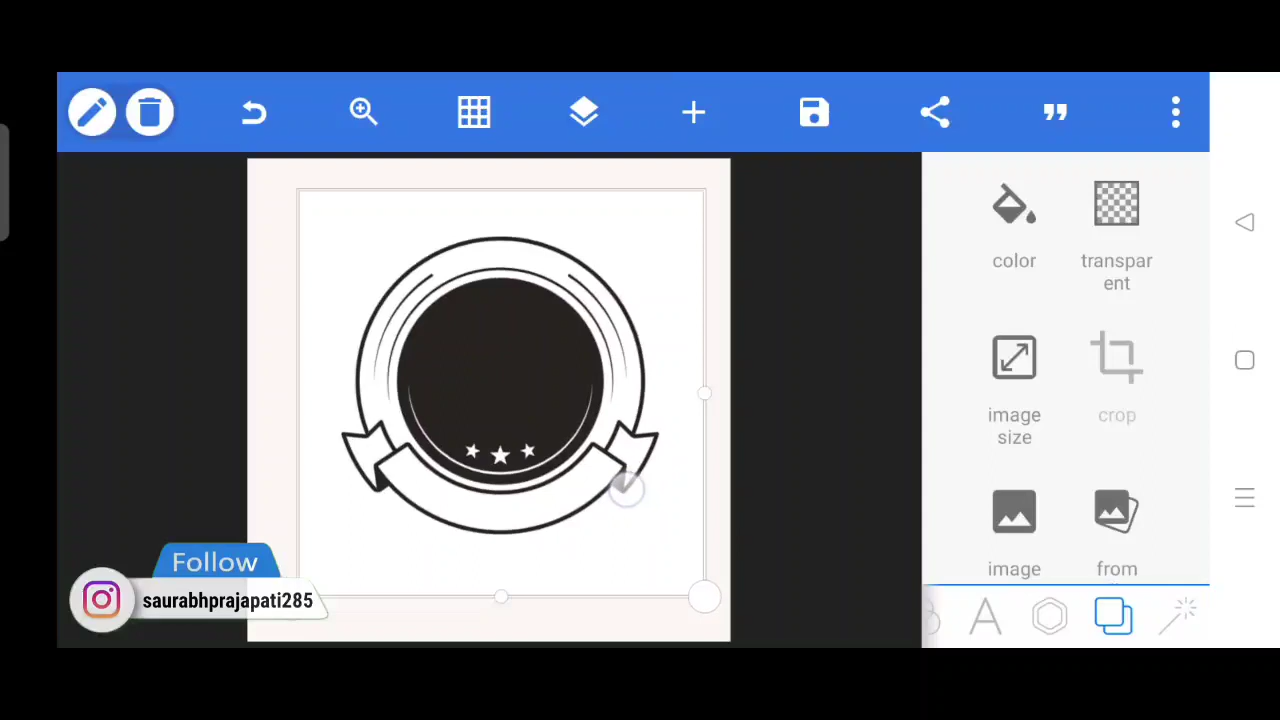 color
transpar
ent
image
size
crop
image
from
Follow
saurabhprajapati285